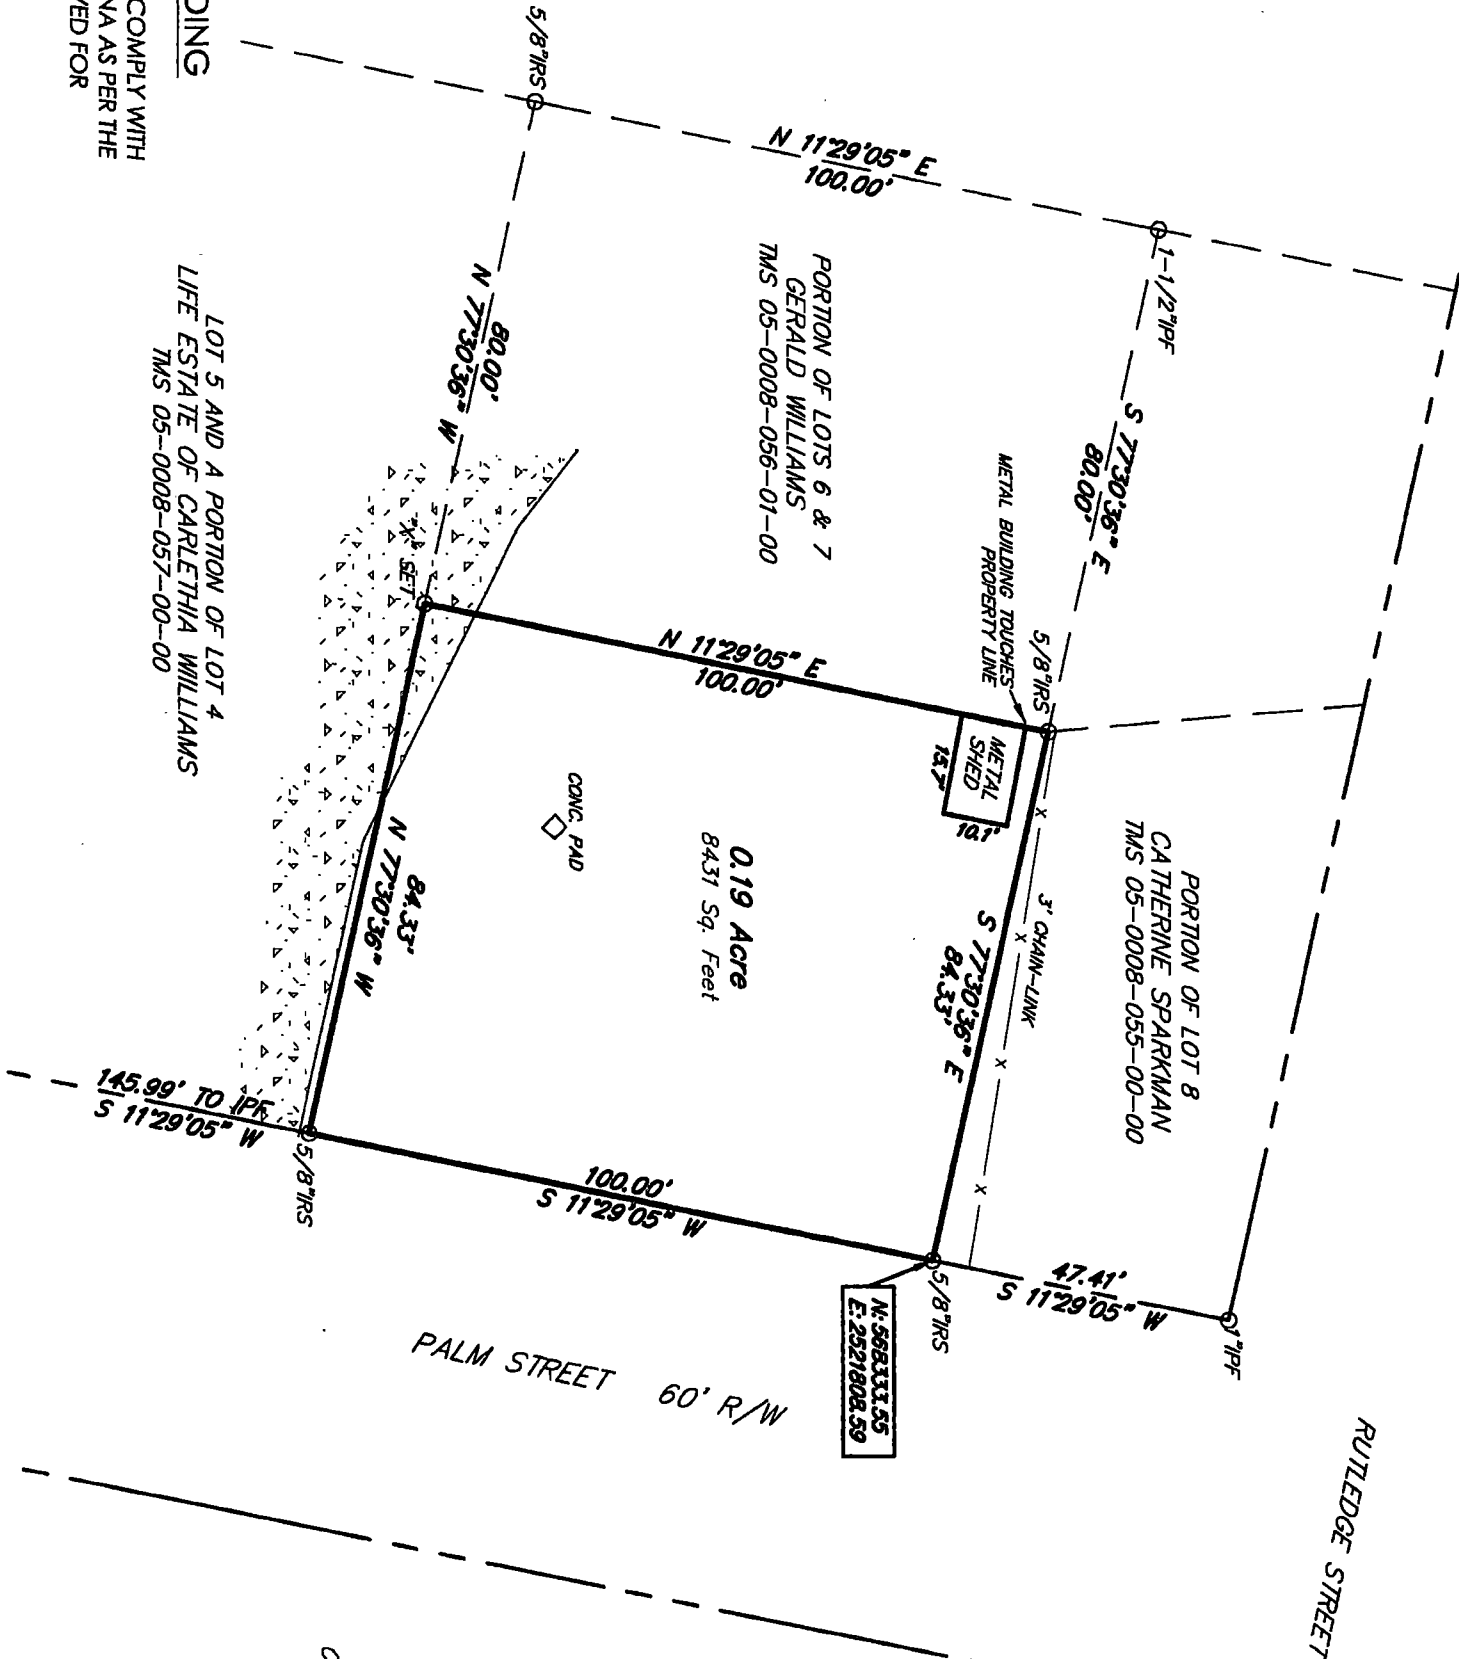 RUTLEDGE STREET
1"IPF
47.41'
S 11°29'05" W
PORTION OF LOT 8
CATHERINE SPARKMAN
TMS 05-0008-055-00-00
1-1/2"IPF
S 77°30'36" E
80.00'
METAL BUILDING TOUCHES
PROPERTY LINE
5/8"IRS
3' CHAIN-LINK
x
x
x
x
S 77°30'36" E
84.33'
METAL
SHED
15.7'
10.1'
5/8"IRS
N: 568333.55
E: 2521808.59
N 11°29'05" E
100.00'
PORTION OF LOTS 6 & 7
GERALD WILLIAMS
TMS 05-0008-056-01-00
N 11°29'05" E
100.00'
0.19 Acre
8431 Sq. Feet
CONC. PAD
100.00'
S 11°29'05" W
PALM STREET 60' R/W
5/8"IRS
80.00'
N 77°30'36" W
"X" SET
84.33'
N 77°30'36" W
5/8"IRS
145.99' TO IPF
S 11°29'05" W
LOT 5 AND A PORTION OF LOT 4
LIFE ESTATE OF CARLETHIA WILLIAMS
TMS 05-0008-057-00-00
DING
COMPLY WITH
NA AS PER THE
VED FOR